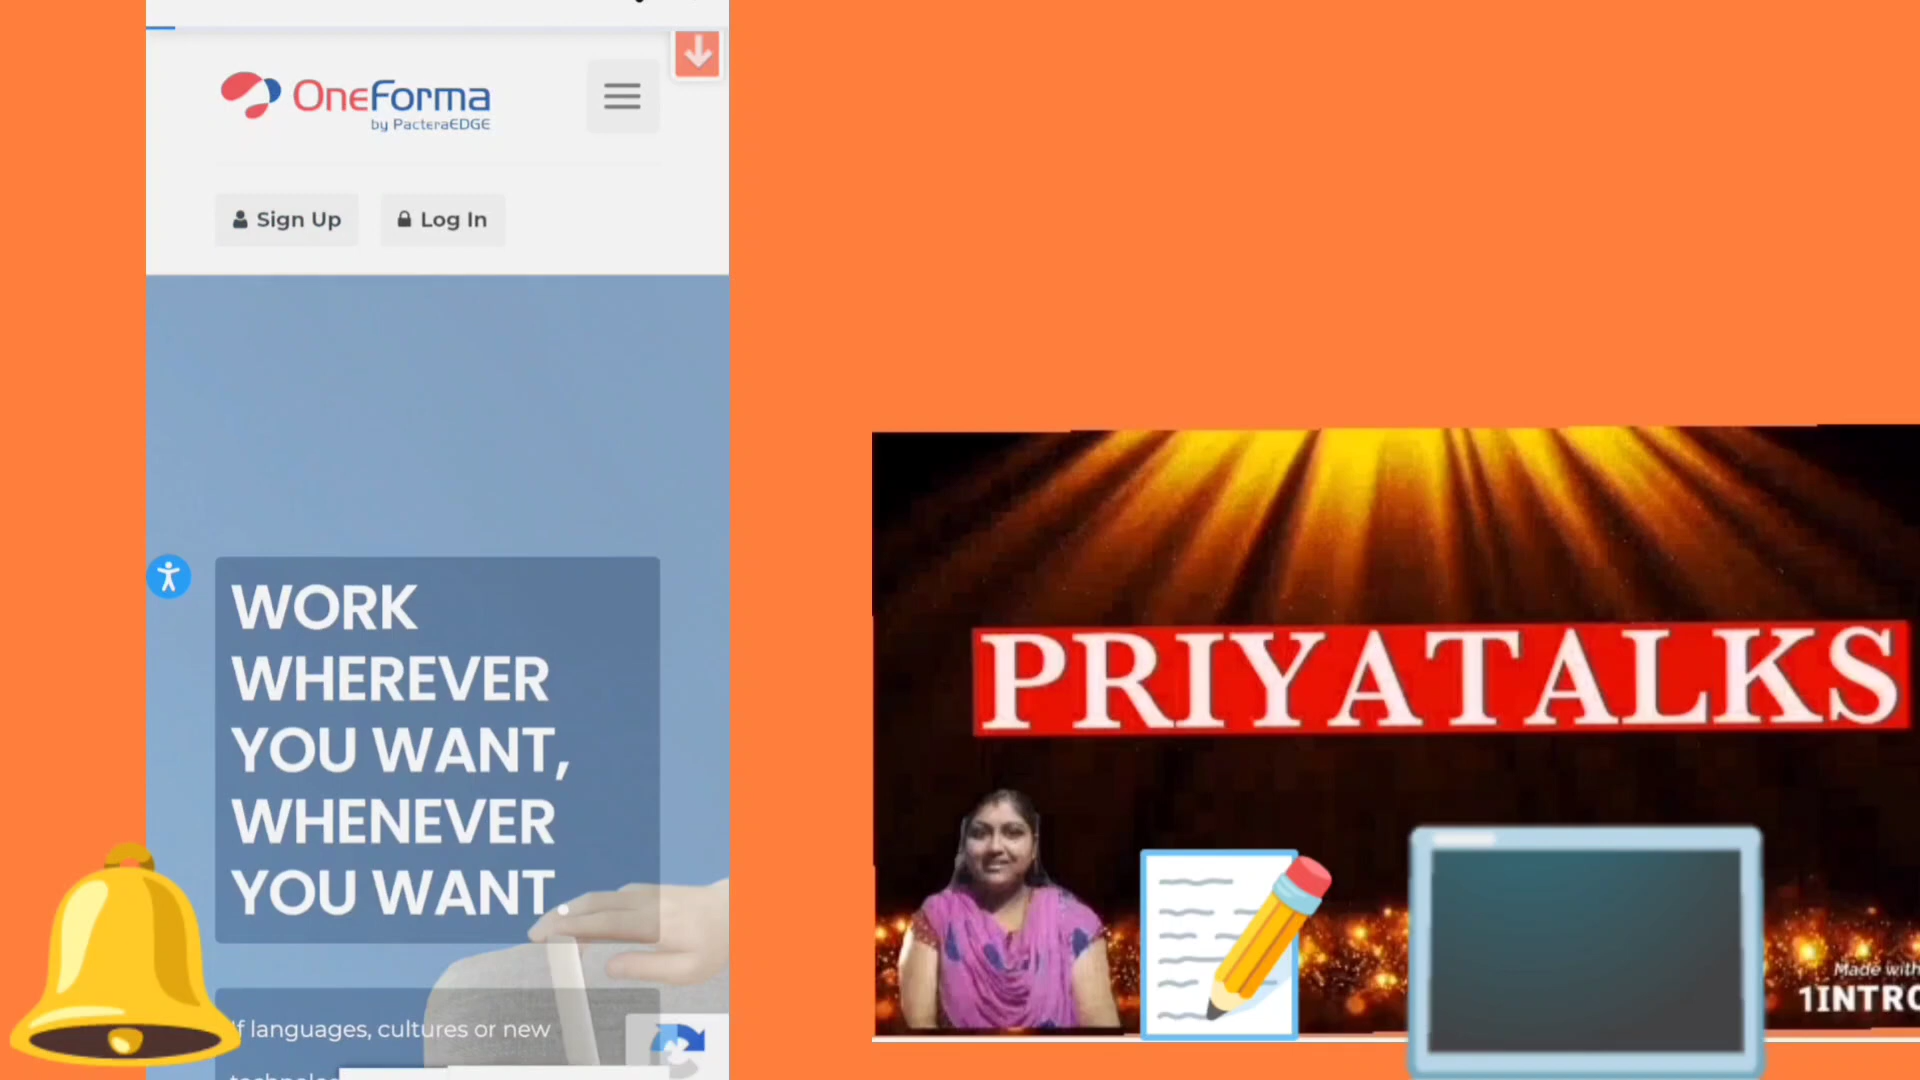 OneForma
by PacteraEDGE
Sign Up
Log In
WORK
WHEREVER
YOU WANT,
WHENEVER
YOU WANT.
If languages, cultures or new
PRIYATALKS
Made with